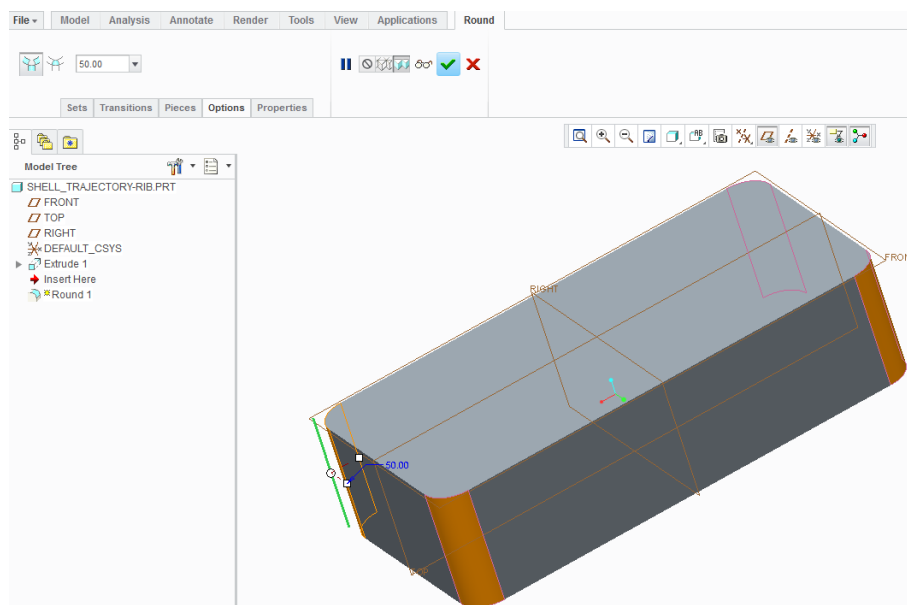 File Model Analysis Annotate Render Tools View Applications Round
50.00
Sets Transitions Pieces Options Properties
Model Tree
SHELL_TRAJECTORY-RIB.PRT
FRONT
TOP
RIGHT
DEFAULT_CSYS
Extrude 1
Insert Here
Round 1
FRON
RIGHT
50.00